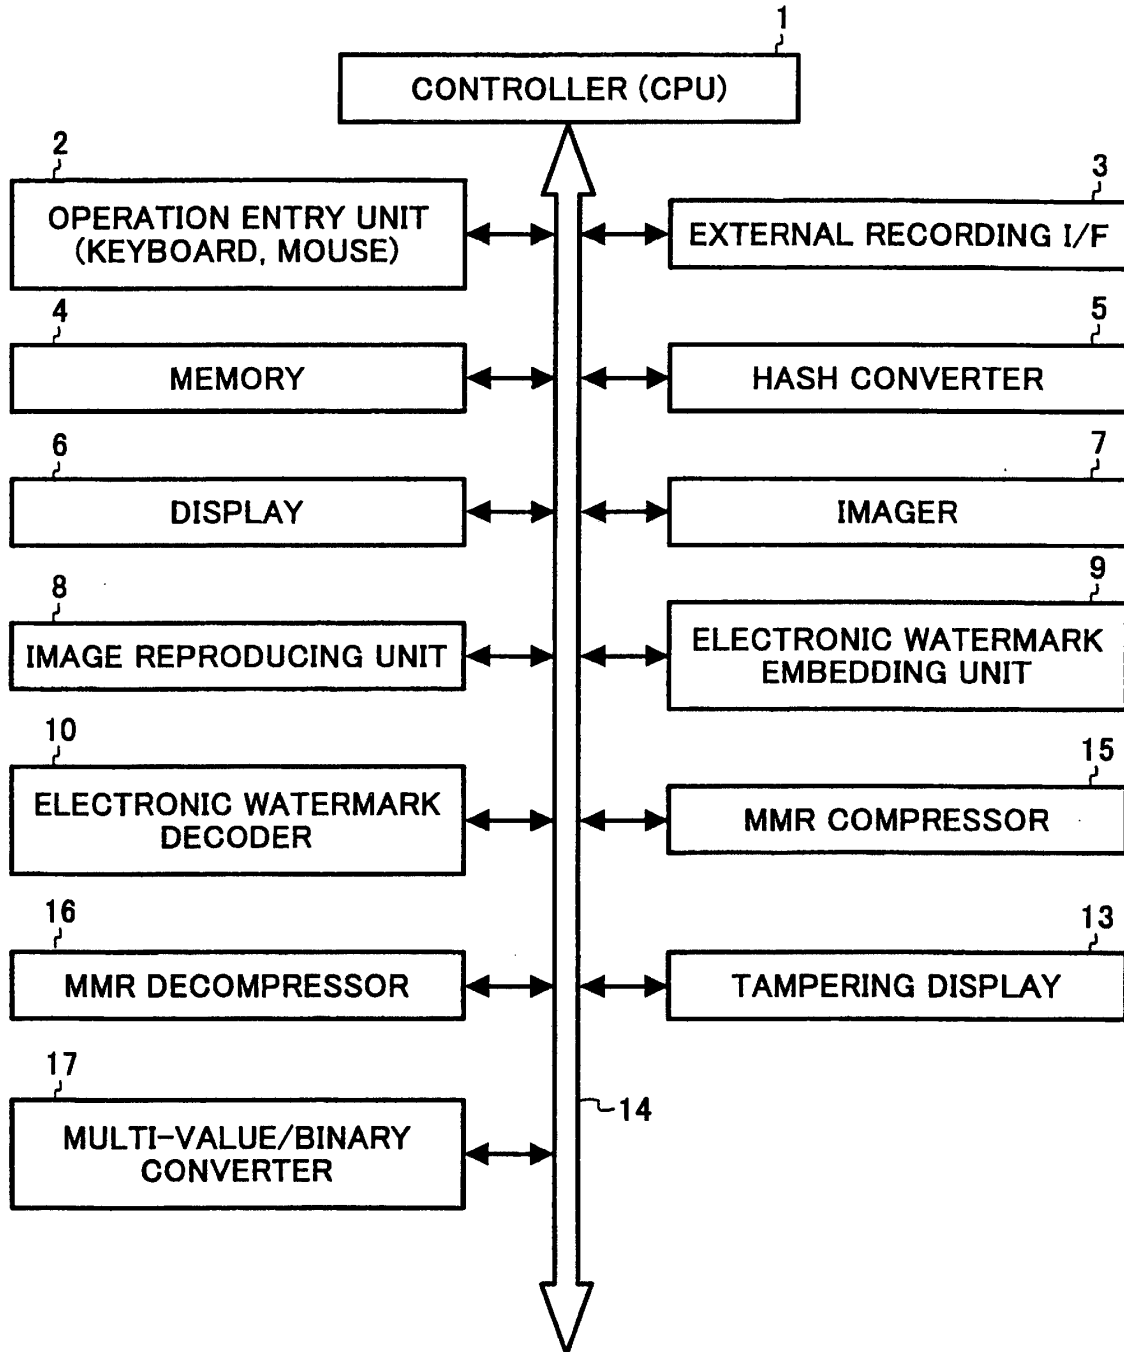 1
CONTROLLER (CPU)
2
OPERATION ENTRY UNIT
(KEYBOARD, MOUSE)
3
EXTERNAL RECORDING I/F
4
MEMORY
5
HASH CONVERTER
6
DISPLAY
7
IMAGER
8
IMAGE REPRODUCING UNIT
9
ELECTRONIC WATERMARK
EMBEDDING UNIT
10
ELECTRONIC WATERMARK
DECODER
15
MMR COMPRESSOR
16
MMR DECOMPRESSOR
13
TAMPERING DISPLAY
17
MULTI-VALUE/BINARY
CONVERTER
14